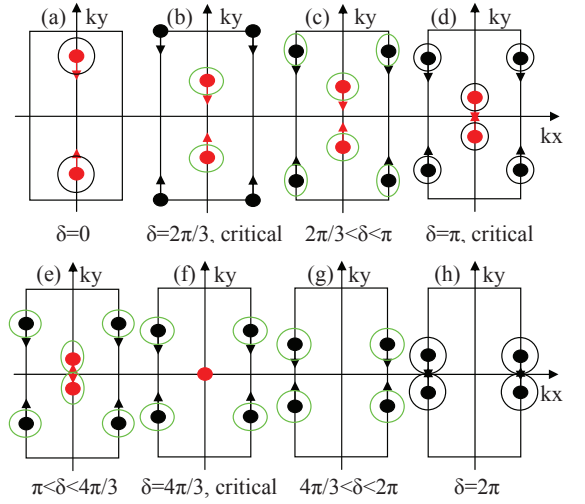 (a) ky (b) ky (c) ky (d) ky
kx
δ=0 δ=2π/3, critical 2π/3<δ<π δ=π, critical
(e) ky (f) ky (g) ky (h) ky
kx
π<δ<4π/3 δ=4π/3, critical 4π/3<δ<2π δ=2π